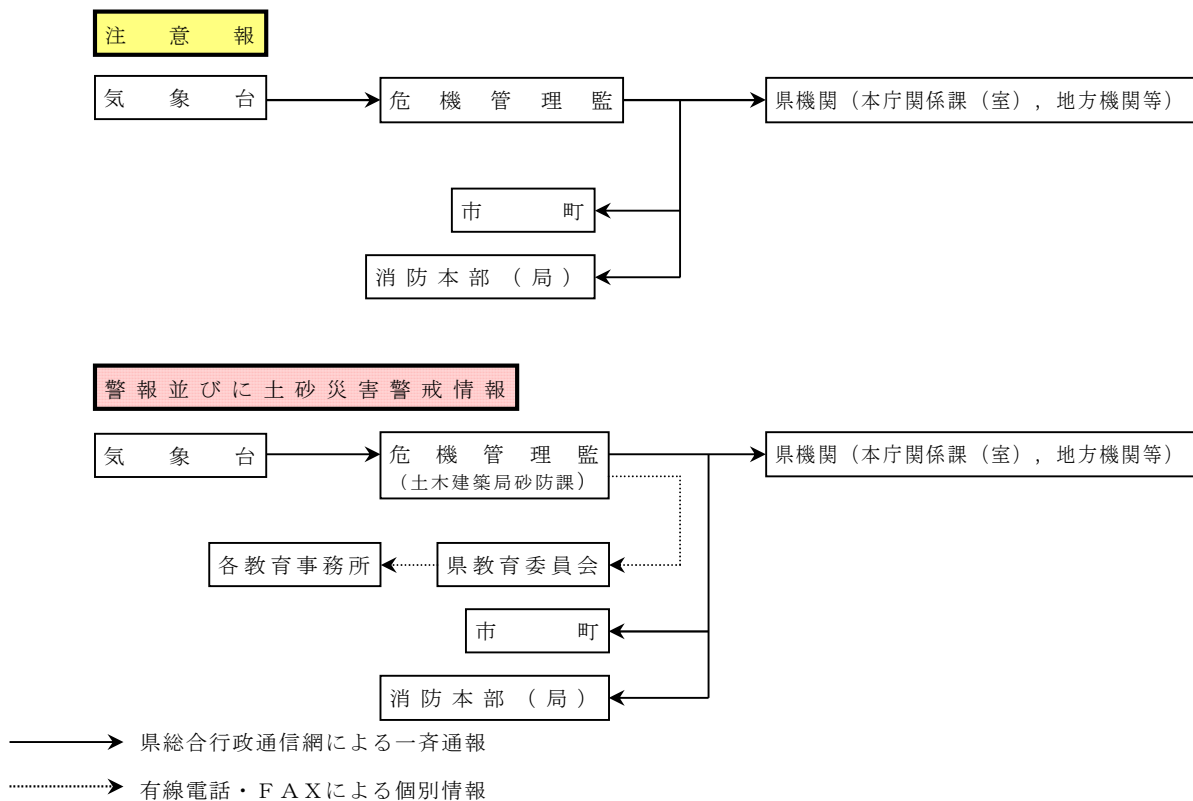 注意報
気象台
危機管理監
県機関（本庁関係課（室），地方機関等）
市町
消防本部（局）
警報並びに土砂災害警戒情報
気象台
危機管理監
（土木建築局砂防課）
県機関（本庁関係課（室），地方機関等）
各教育事務所
県教育委員会
市町
消防本部（局）
県総合行政通信網による一斉通報
有線電話・ＦＡＸによる個別情報